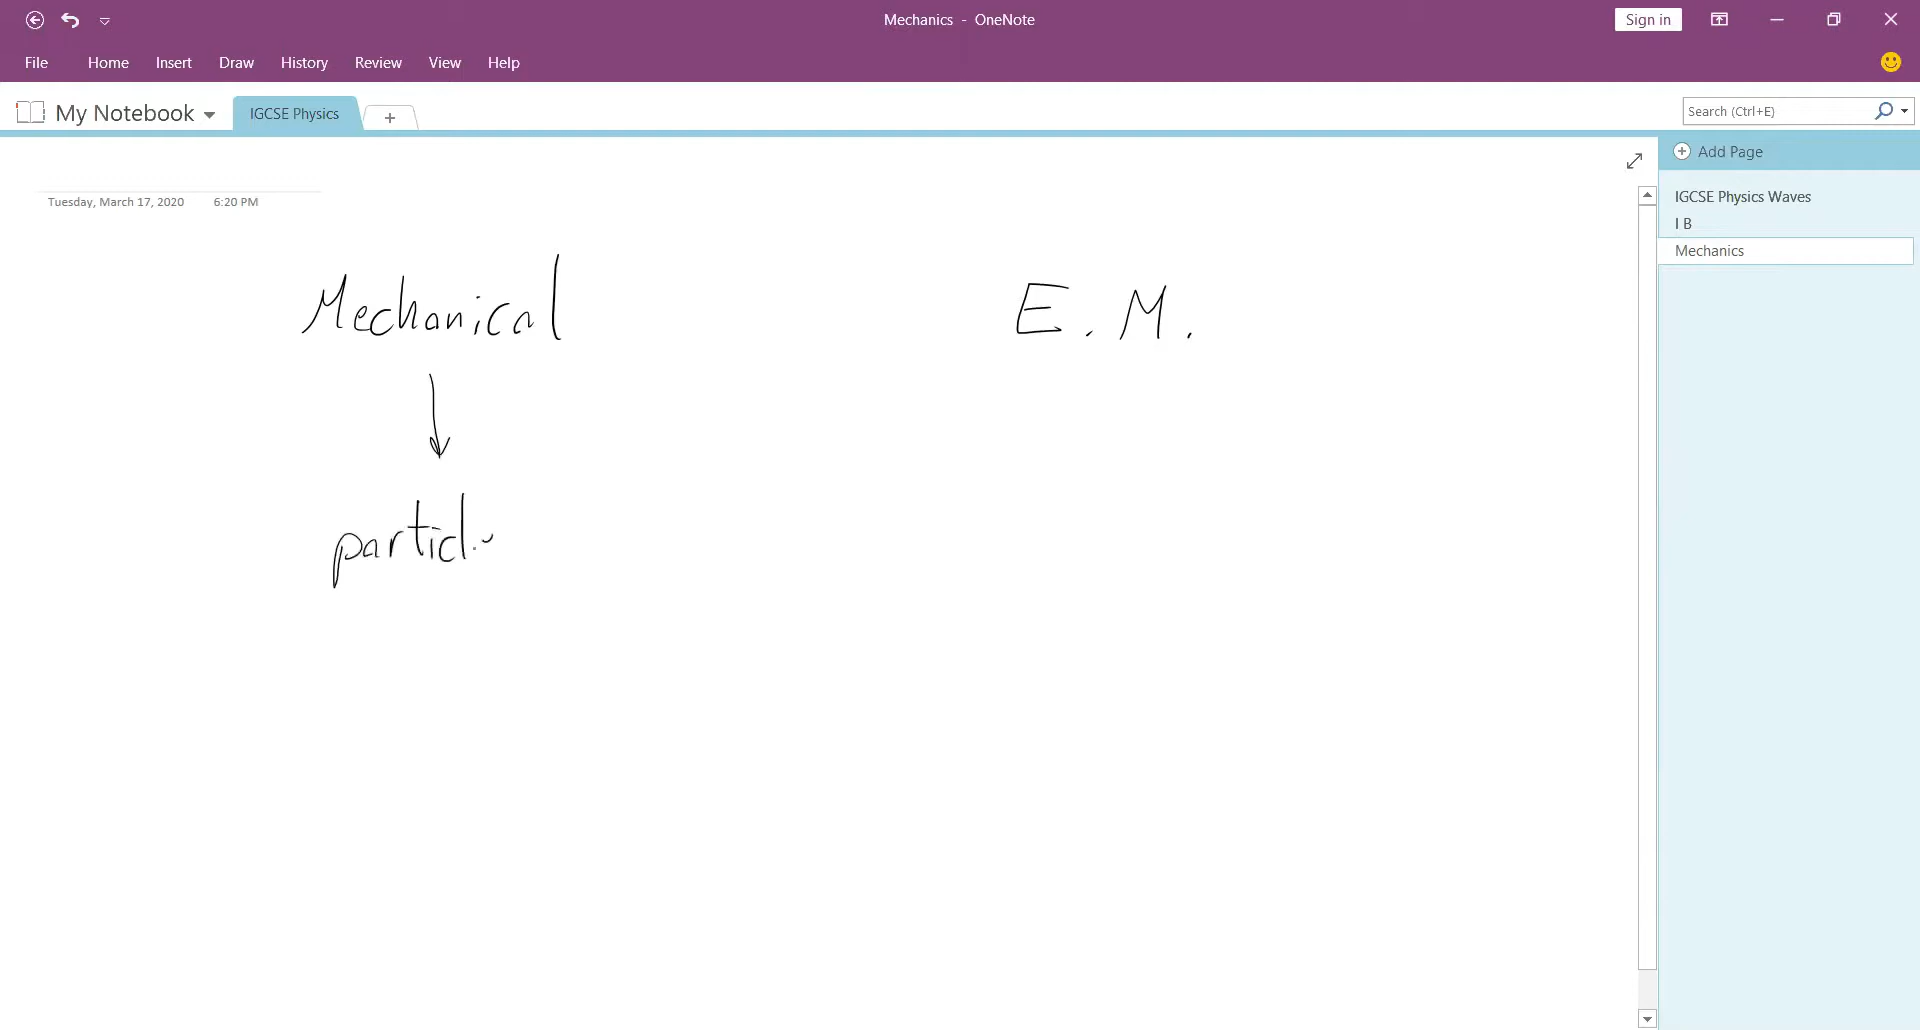 Mechanics - OneNote
Sign in
File Home Insert Draw History Review View Help
My Notebook
IGCSE Physics
+
Search (Ctrl+E)
Add Page
Tuesday, March 17, 2020 6:20 PM
IGCSE Physics Waves
I B
Mechanics
Mechanical
E. M.
particl